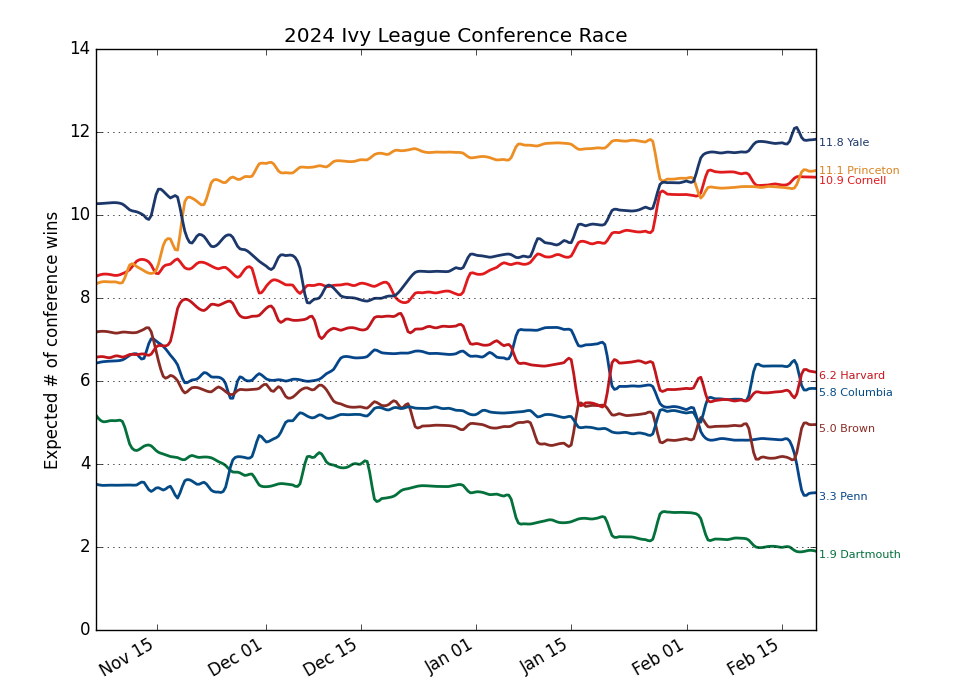 2024 Ivy League Conference Race
Expected # of conference wins
14
12
10
8
6
4
2
0
11.8 Yale
11.1 Princeton
10.9 Cornell
6.2 Harvard
5.8 Columbia
5.0 Brown
3.3 Penn
1.9 Dartmouth
Nov 15
Dec 01
Dec 15
Jan 01
Jan 15
Feb 01
Feb 15